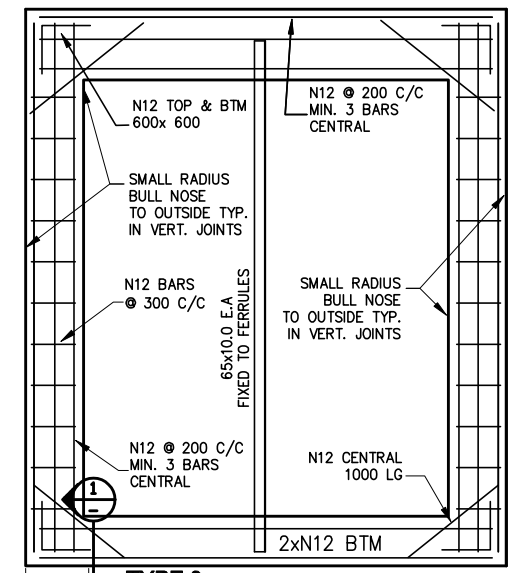 N12 TOP & BTM
600x 600
N12 @ 200 C/C
MIN. 3 BARS
CENTRAL
SMALL RADIUS
BULL NOSE
TO OUTSIDE TYP.
IN VERT. JOINTS
N12 BARS
@ 300 C/C
65x10.0 E.A
FIXED TO FERRULES
SMALL RADIUS
BULL NOSE
TO OUTSIDE TYP.
IN VERT. JOINTS
N12 @ 200 C/C
MIN. 3 BARS
CENTRAL
N12 CENTRAL
1000 LG
1
–
2xN12 BTM